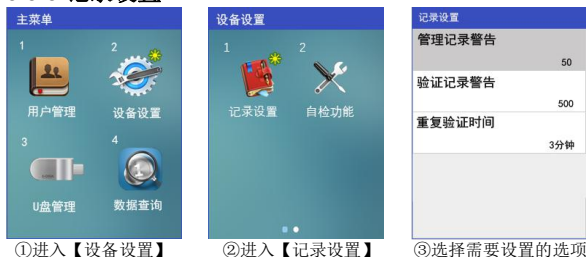 主菜单
1
2
用户管理
设备设置
3
4
U盘管理
数据查询
①进入【设备设置】
设备设置
1
2
记录设置
自检功能
②进入【记录设置】
记录设置
管理记录警告
50
验证记录警告
500
重复验证时间
3分钟
③选择需要设置的选项